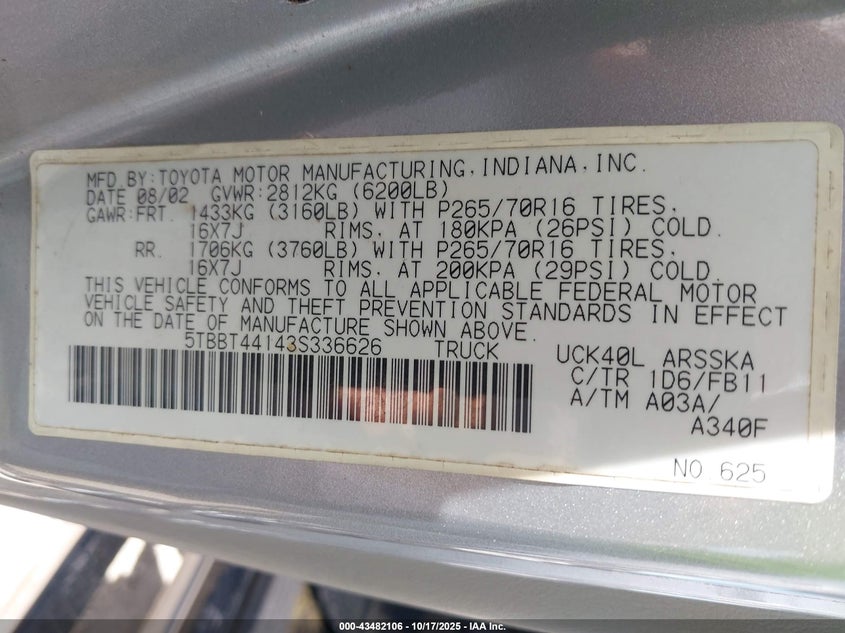 MFD.BY:TOYOTA MOTOR MANUFACTURING,INDIANA,INC.
DATE 08/02 GVWR:2812KG (6200LB)
GAWR:FRT. 1433KG (3160LB) WITH P265/70R16 TIRES,
16X7J RIMS, AT 180KPA (26PSI) COLD.
RR. 1706KG (3760LB) WITH P265/70R16 TIRES,
16X7J RIMS, AT 200KPA (29PSI) COLD.
THIS VEHICLE CONFORMS TO ALL APPLICABLE FEDERAL MOTOR
VEHICLE SAFETY AND THEFT PREVENTION STANDARDS IN EFFECT
ON THE DATE OF MANUFACTURE SHOWN ABOVE.
5TBBT44143S336626 TRUCK UCK40L ARSSKA
C/TR 1D6/FB11
A/TM A03A/
A340F
NO.625
000-43482106 - 10/17/2025 - IAA Inc.